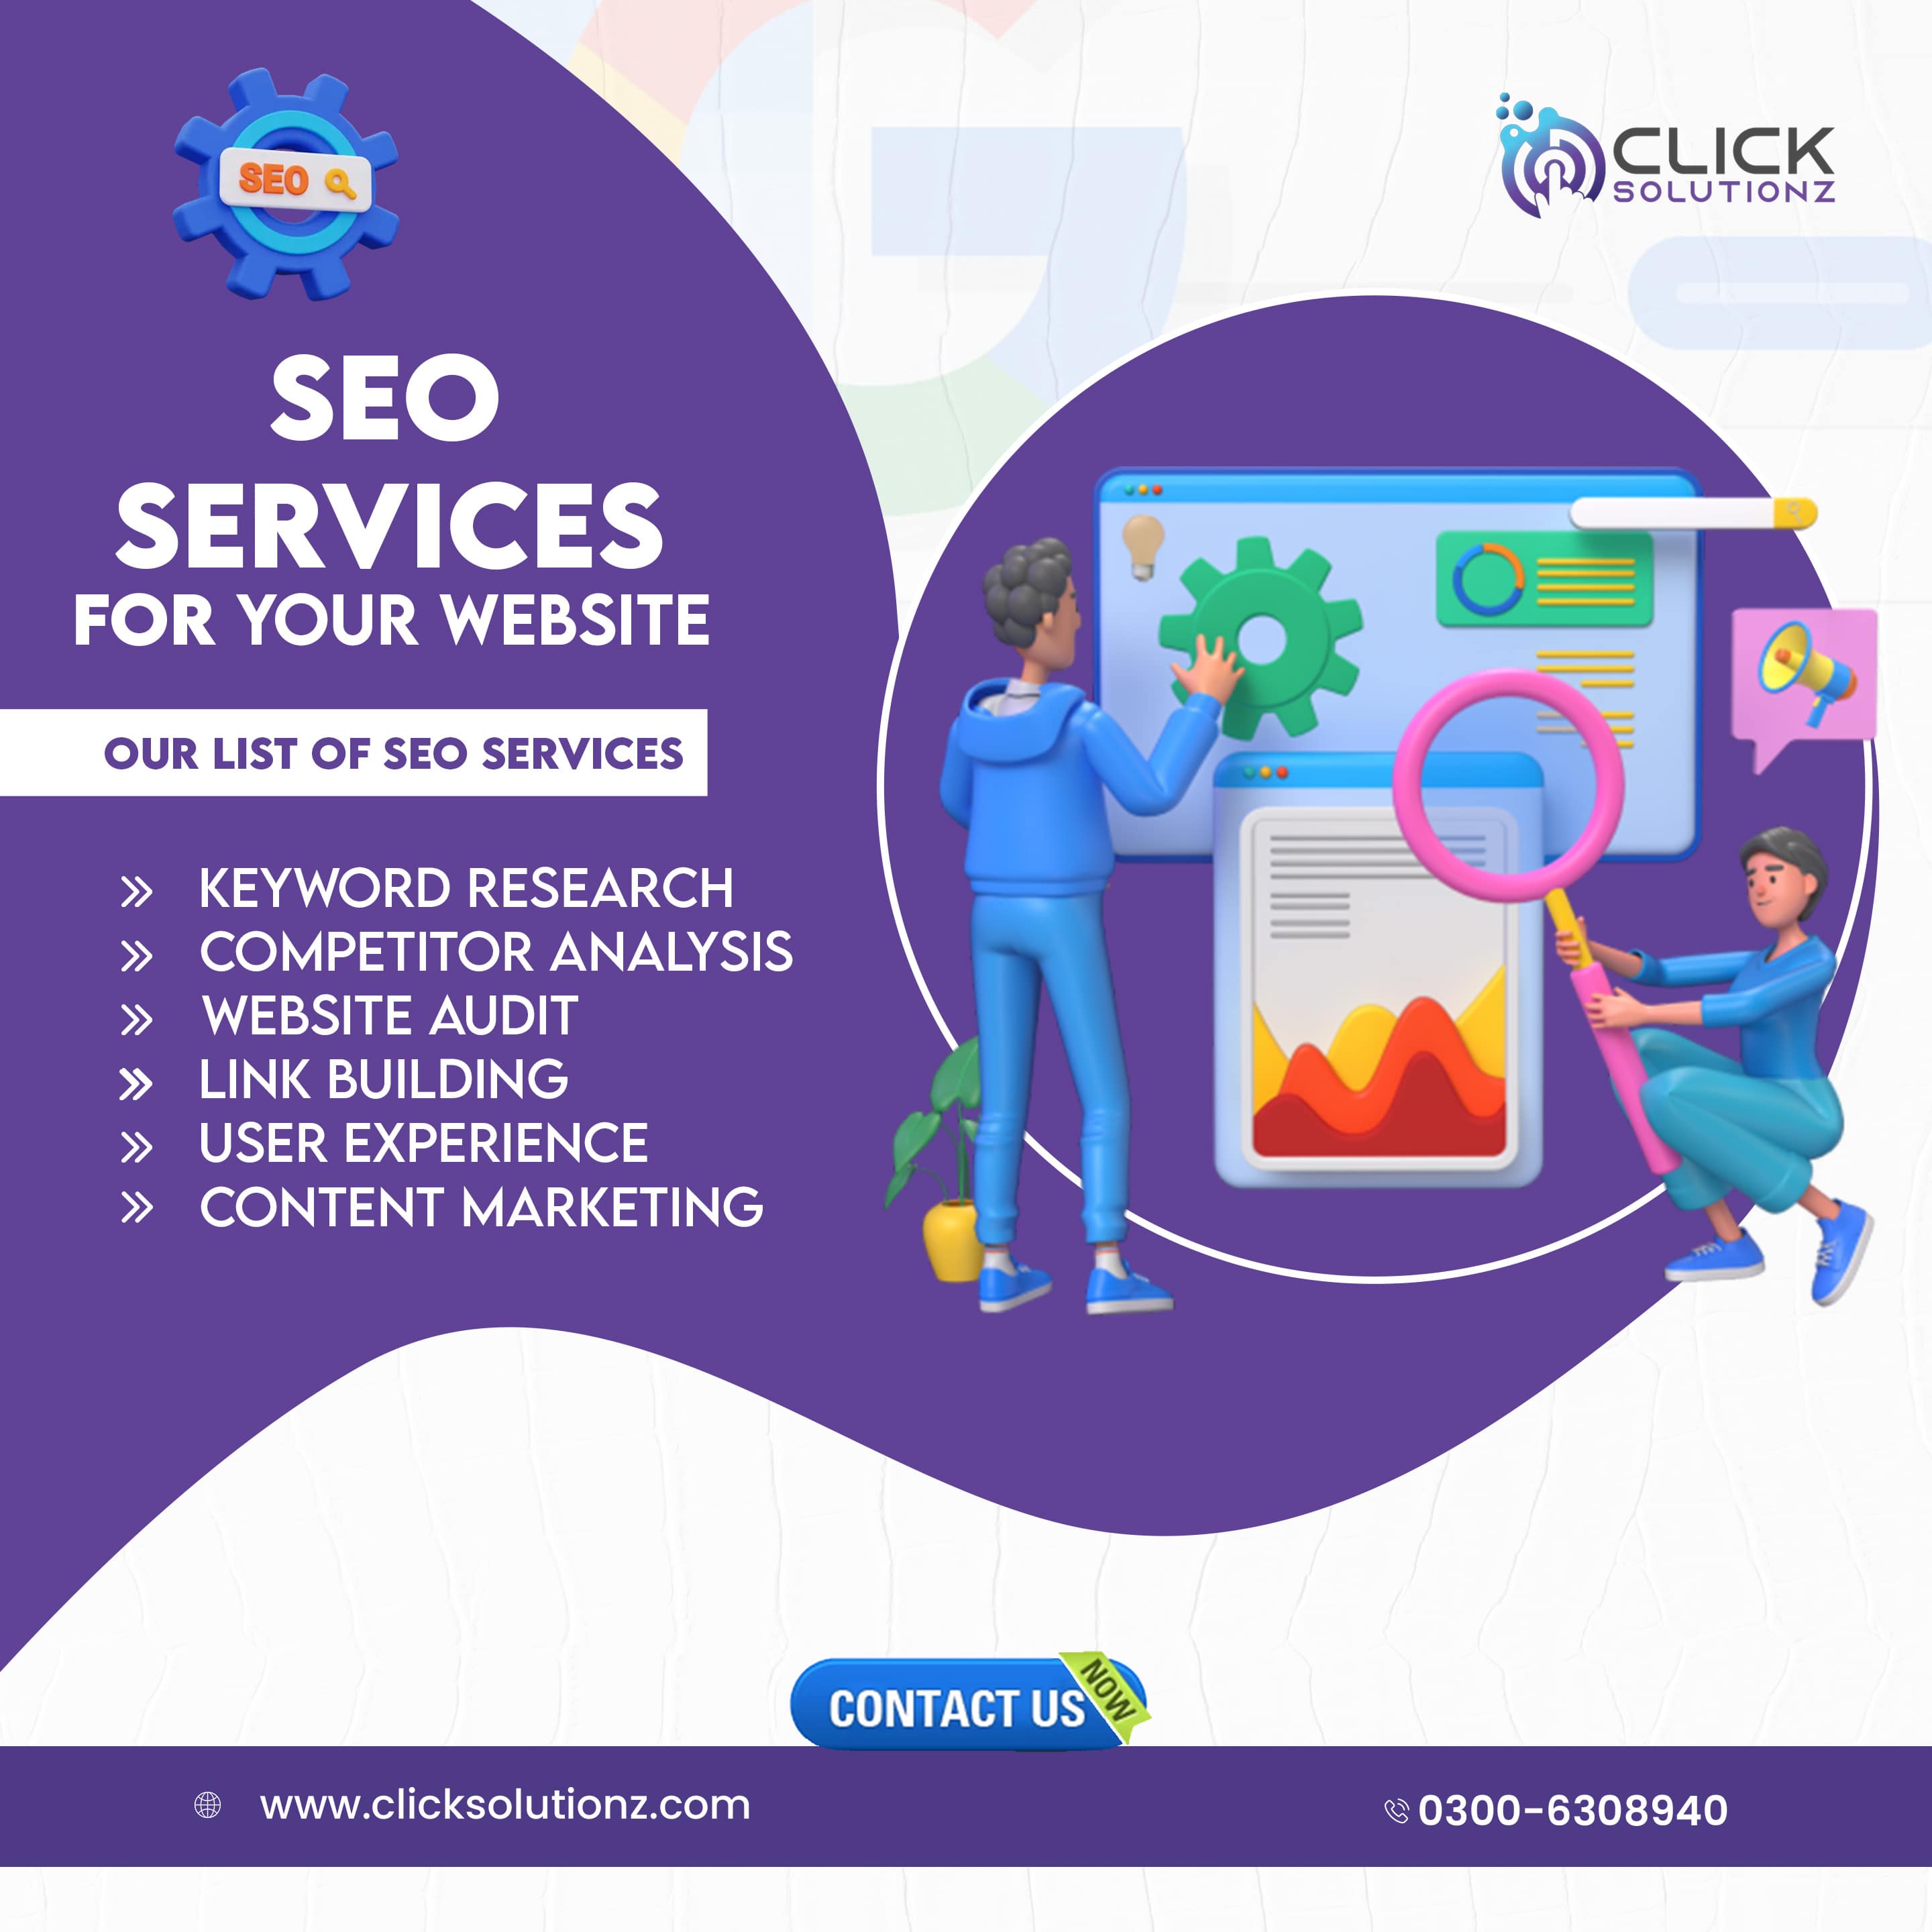 SEO
CLICK
SOLUTIONZ
SEO
SERVICES
FOR YOUR WEBSITE
OUR LIST OF SEO SERVICES
KEYWORD RESEARCH
COMPETITOR ANALYSIS
WEBSITE AUDIT
LINK BUILDING
USER EXPERIENCE
CONTENT MARKETING
CONTACT US NOW
www.clicksolutionz.com
0300-6308940